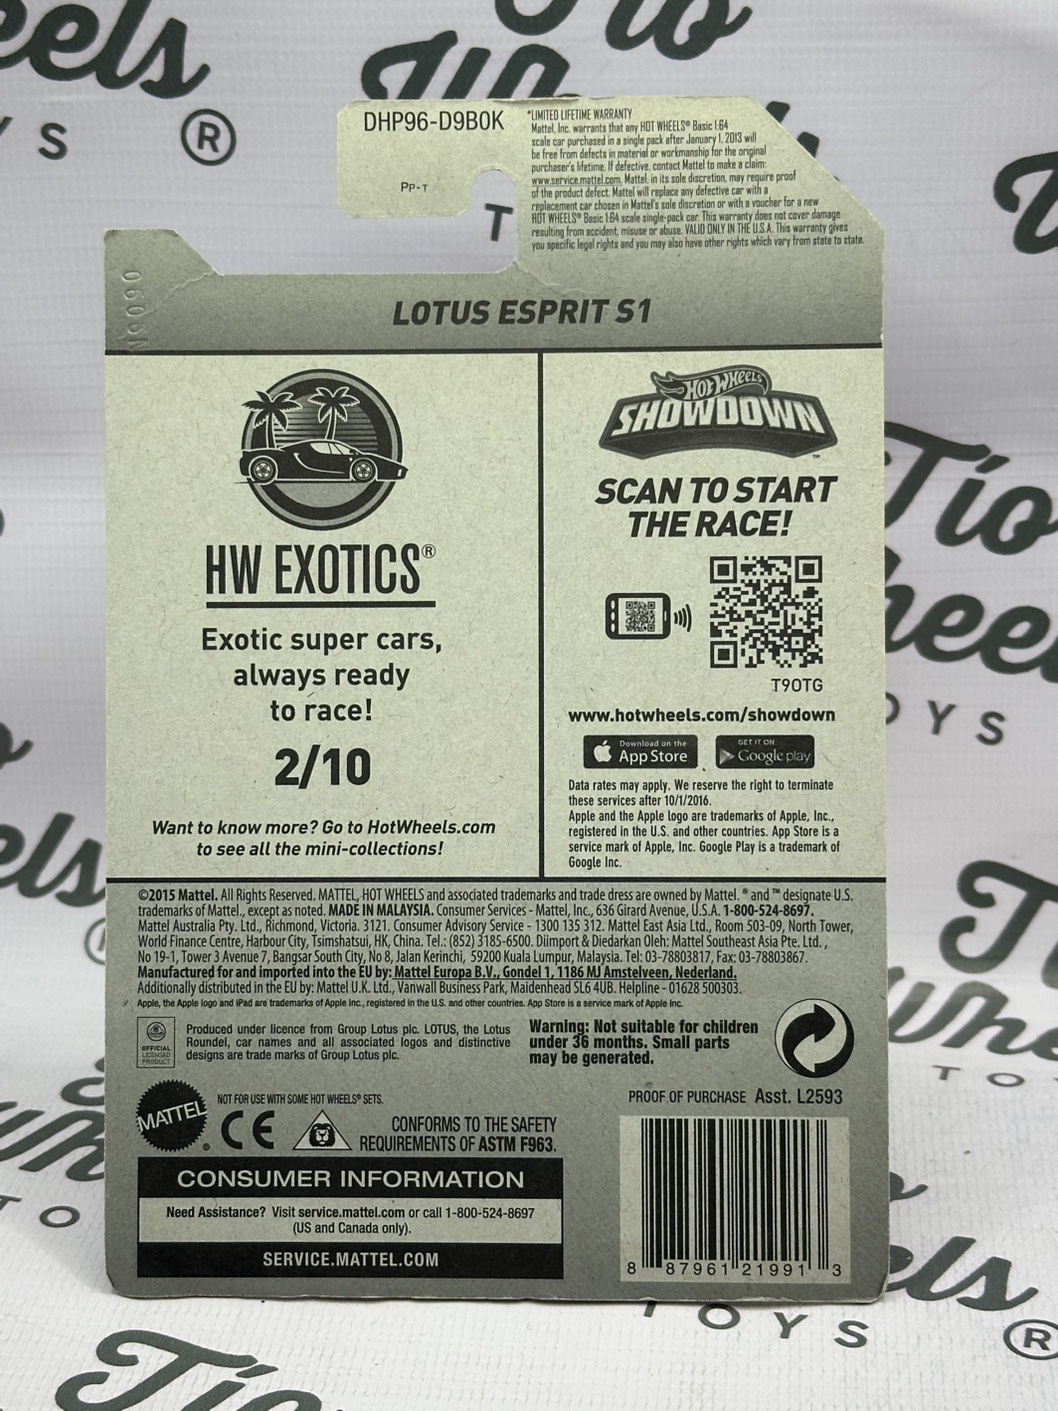 DHP96-D9B0K
PP-T
*LIMITED LIFETIME WARRANTY
Mattel, Inc. warrants that any HOT WHEELS® Basic 1:64
scale car purchased in a single pack after January 1, 2013 will
be free from defects in material or workmanship for the original
purchaser's lifetime. If defective, contact Mattel to make a claim:
www.service.mattel.com. Mattel, in its sole discretion, may require proof
of the product defect. Mattel will replace any defective car with a
replacement car chosen in Mattel's sole discretion or with a voucher for a new
HOT WHEELS® Basic 1:64 scale single-pack car. This warranty does not cover damage
resulting from accident, misuse or abuse. VALID ONLY IN THE U.S.A. This warranty gives
you specific legal rights and you may also have other rights which vary from state to state.
LOTUS ESPRIT S1
HW EXOTICS®
Exotic super cars,
always ready
to race!
2/10
Want to know more? Go to HotWheels.com
to see all the mini-collections!
HOT WHEELS
SHOWDOWN™
SCAN TO START
THE RACE!
T90TG
www.hotwheels.com/showdown
Download on the
App Store
GET IT ON
Google play
Data rates may apply. We reserve the right to terminate
these services after 10/1/2016.
Apple and the Apple logo are trademarks of Apple, Inc.,
registered in the U.S. and other countries. App Store is a
service mark of Apple, Inc. Google Play is a trademark of
Google Inc.
©2015 Mattel. All Rights Reserved. MATTEL, HOT WHEELS and associated trademarks and trade dress are owned by Mattel. ® and ™ designate U.S.
trademarks of Mattel., except as noted. MADE IN MALAYSIA. Consumer Services - Mattel, Inc., 636 Girard Avenue, U.S.A. 1-800-524-8697.
Mattel Australia Pty. Ltd., Richmond, Victoria. 3121. Consumer Advisory Service - 1300 135 312. Mattel East Asia Ltd., Room 503-09, North Tower,
World Finance Centre, Harbour City, Tsimshatsui, HK, China. Tel.: (852) 3185-6500. Diimport & Diedarkan Oleh: Mattel Southeast Asia Pte. Ltd. ,
No 19-1, Tower 3 Avenue 7, Bangsar South City, No 8, Jalan Kerinchi, 59200 Kuala Lumpur, Malaysia. Tel: 03-78803817, Fax: 03-78803867.
Manufactured for and imported into the EU by: Mattel Europa B.V., Gondel 1, 1186 MJ Amstelveen, Nederland.
Additionally distributed in the EU by: Mattel U.K. Ltd., Vanwall Business Park, Maidenhead SL6 4UB. Helpline - 01628 500303.
Apple, the Apple logo and iPad are trademarks of Apple Inc., registered in the U.S. and other countries. App Store is a service mark of Apple Inc.
OFFICIAL
LICENSED
PRODUCT
Produced under licence from Group Lotus plc. LOTUS, the Lotus
Roundel, car names and all associated logos and distinctive
designs are trade marks of Group Lotus plc.
Warning: Not suitable for children
under 36 months. Small parts
may be generated.
MATTEL®
NOT FOR USE WITH SOME HOT WHEELS® SETS.
CE
CONFORMS TO THE SAFETY
REQUIREMENTS OF ASTM F963.
PROOF OF PURCHASE Asst. L2593
CONSUMER INFORMATION
Need Assistance? Visit service.mattel.com or call 1-800-524-8697
(US and Canada only).
SERVICE.MATTEL.COM
8 87961 21991 3
Tío
Wheels
TOYS
®